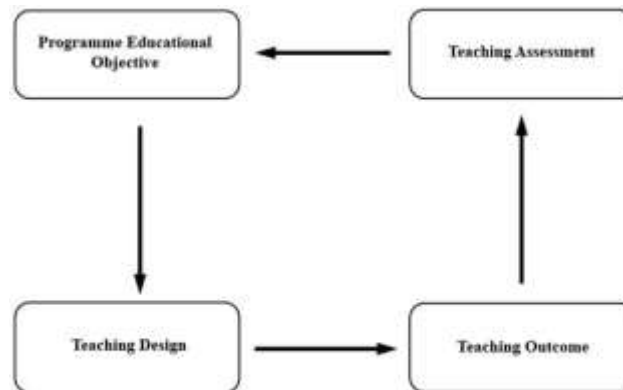 Programme Educational
Objective
Teaching Assessment
Teaching Design
Teaching Outcome